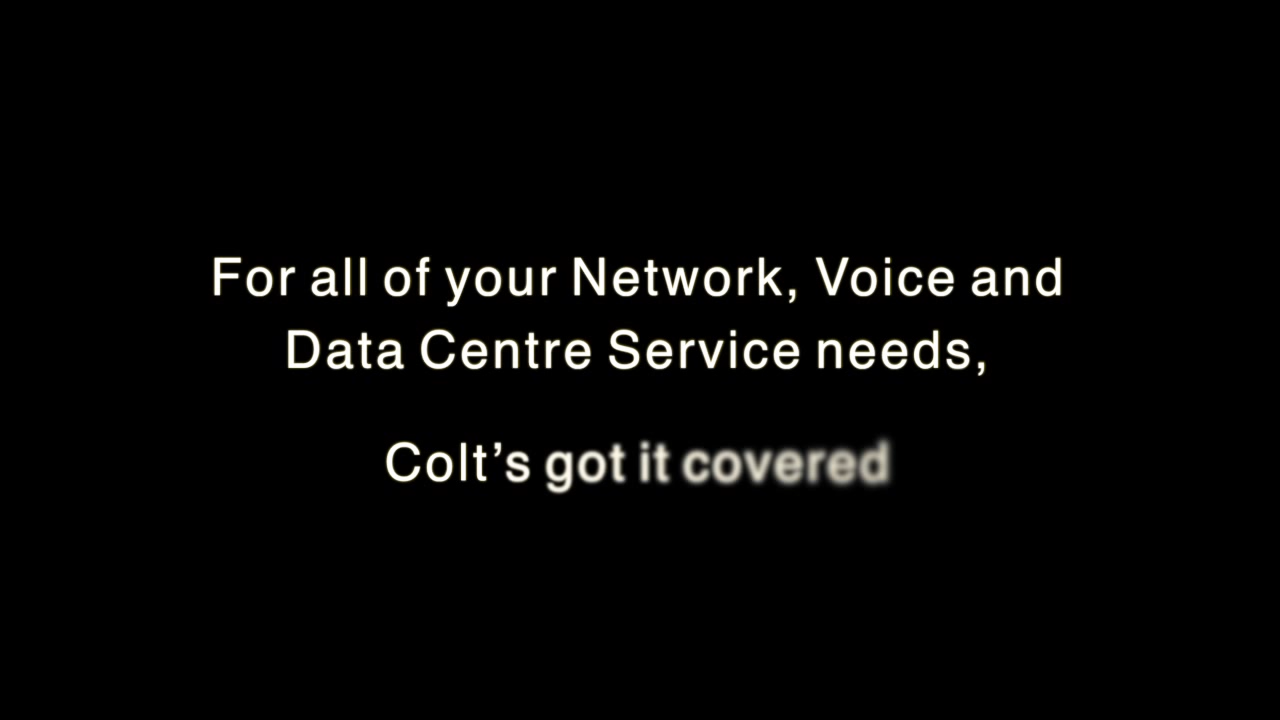 For all of your Network, Voice and
Data Centre Service needs,
Colt’s got it covered